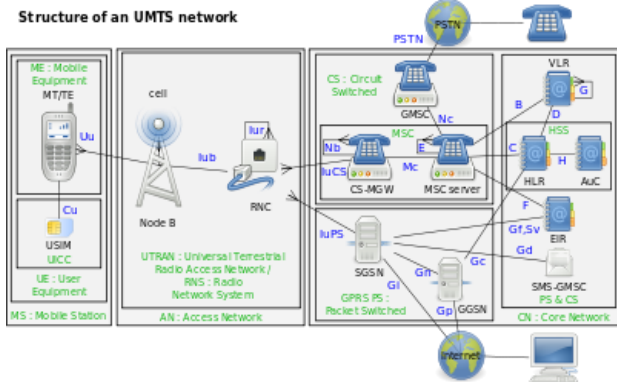 Structure of an UMTS network
PSTN
PSTN
ME : Mobile
Equipment
MT/TE
Uu
Cu
USIM
UICC
UE : User
Equipment
MS : Mobile Station
cell
Node B
Iub
Iur
RNC
UTRAN : Universal Terrestrial
Radio Access Network /
RNS : Radio
Network System
AN : Access Network
CS : Circuit
Switched
GMSC
Nc
MSC
Nb
E
IuCS
Mc
CS-MGW
MSC server
IuPS
SGSN
Gn
Gi
Gp
GGSN
Gc
GPRS PS :
Packet Switched
VLR
G
B
D
HSS
C
H
HLR
AuC
F
EIR
Gf,Sv
Gd
SMS-GMSC
PS & CS
CN : Core Network
Internet